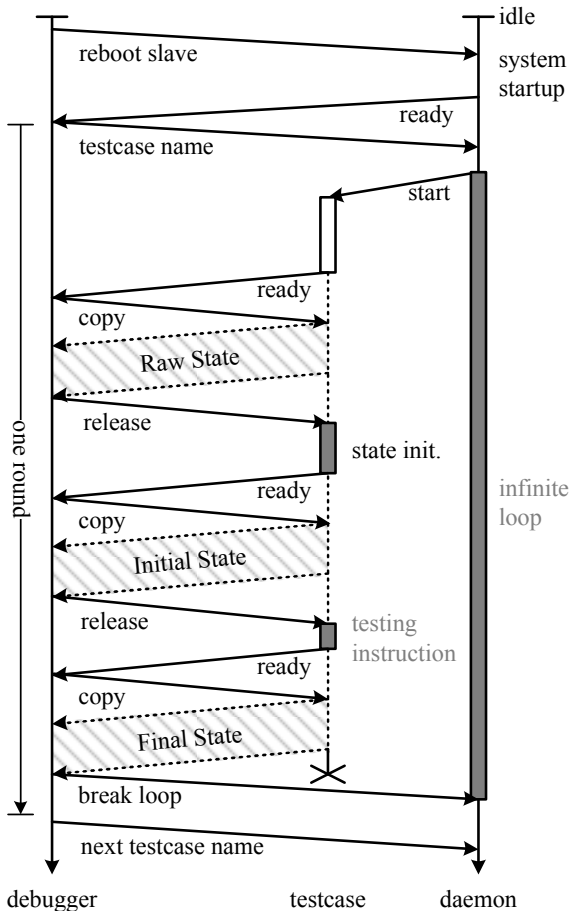 idle
reboot slave
system
startup
ready
testcase name
start
ready
copy
Raw State
release
state init.
one round
ready
infinite
loop
copy
Initial State
release
testing
instruction
ready
copy
Final State
break loop
next testcase name
debugger
testcase
daemon